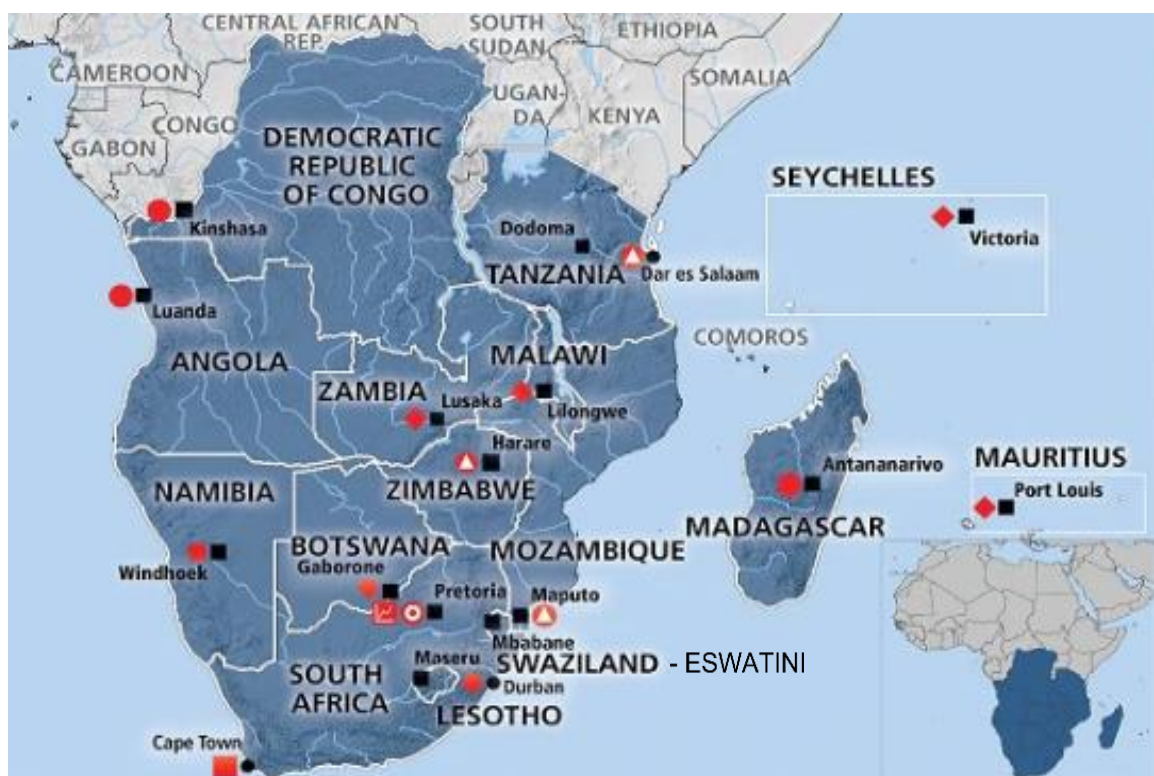 CENTRAL AFRICAN
REP.
SOUTH
SUDAN
ETHIOPIA
CAMEROON
SOMALIA
UGAN-
DA
KENYA
CONGO
GABON
DEMOCRATIC
REPUBLIC
OF CONGO
SEYCHELLES
Victoria
Kinshasa
Dodoma
TANZANIA
Dar es Salaam
Luanda
COMOROS
ANGOLA
MALAWI
ZAMBIA
Lusaka
Lilongwe
Harare
ZIMBABWE
Antananarivo
MADAGASCAR
MAURITIUS
Port Louis
NAMIBIA
Windhoek
BOTSWANA
Gaborone
MOZAMBIQUE
Pretoria
Maputo
Mbabane
SWAZILAND - ESWATINI
Maseru
SOUTH
AFRICA
Durban
LESOTHO
Cape Town